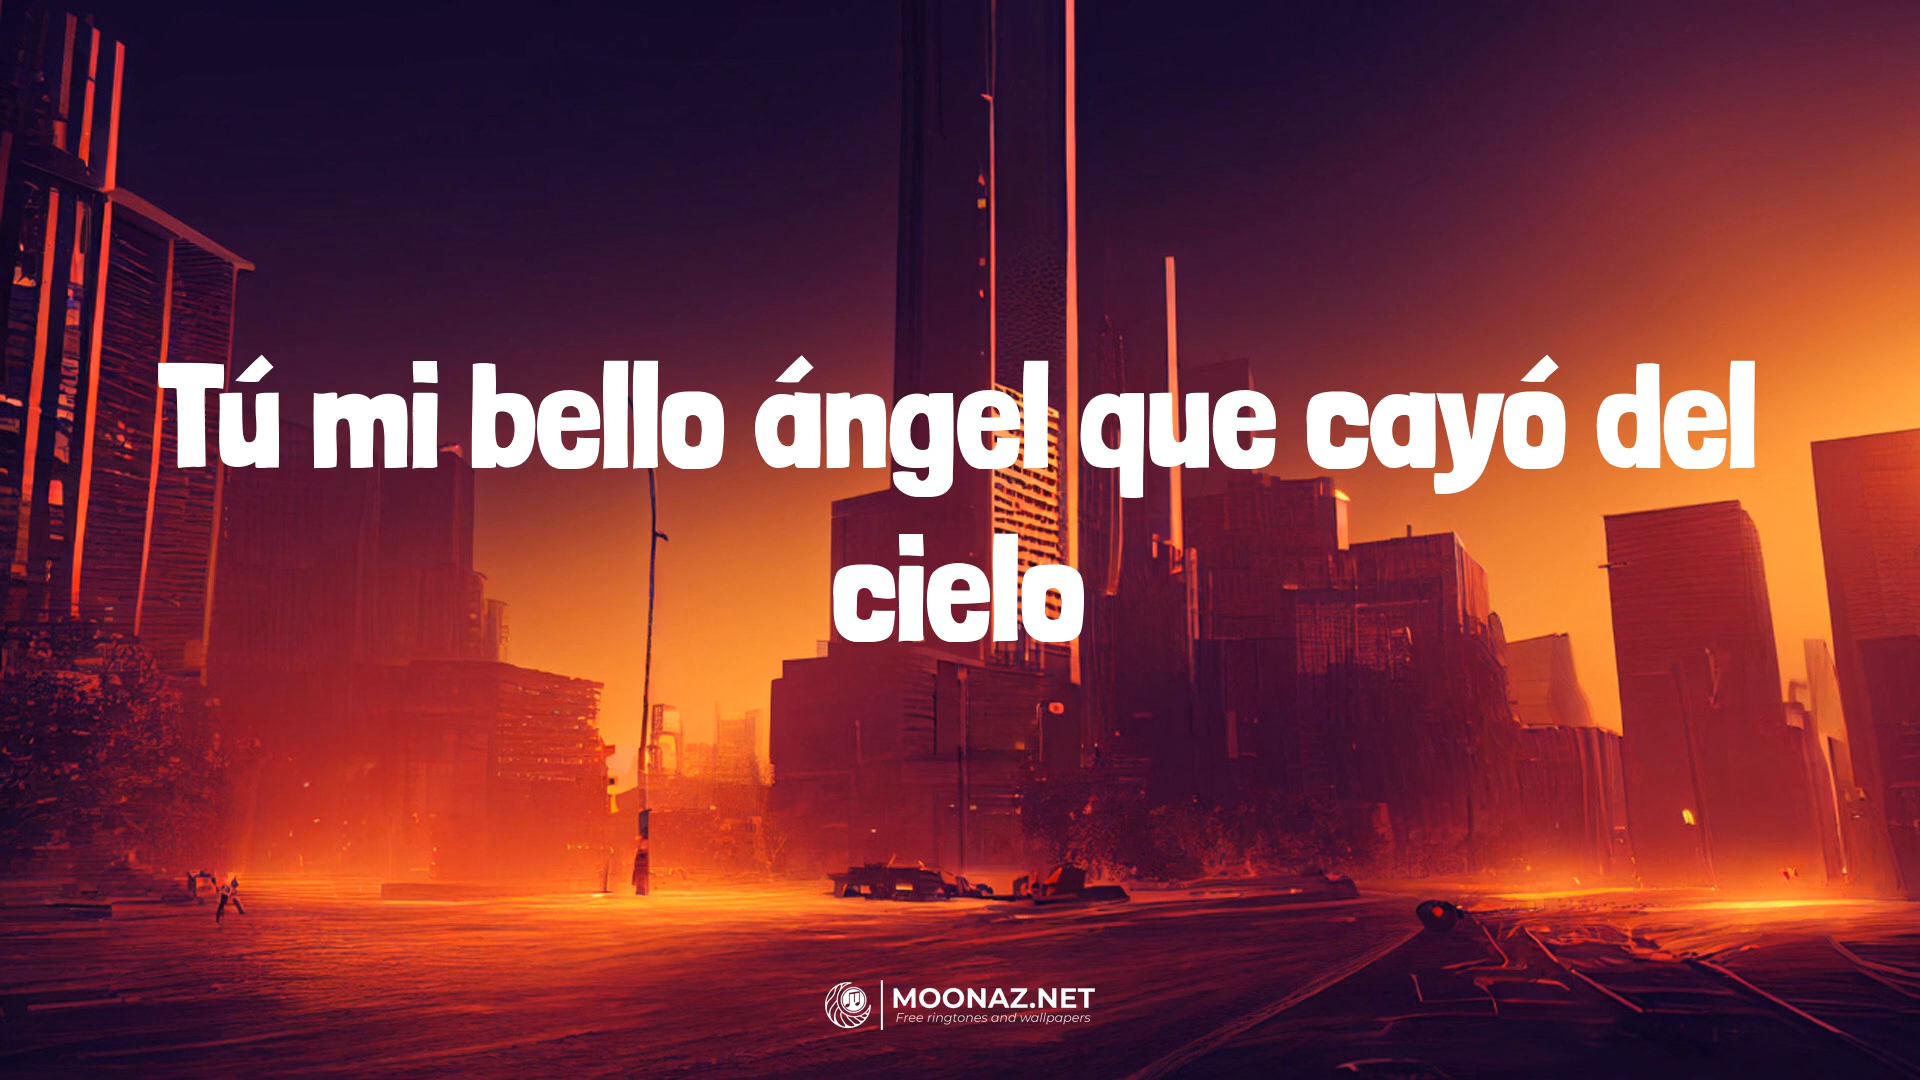 Tú mi bello ángel que cayó del
cielo
MOONAZ.NET
Free ringtones and wallpapers